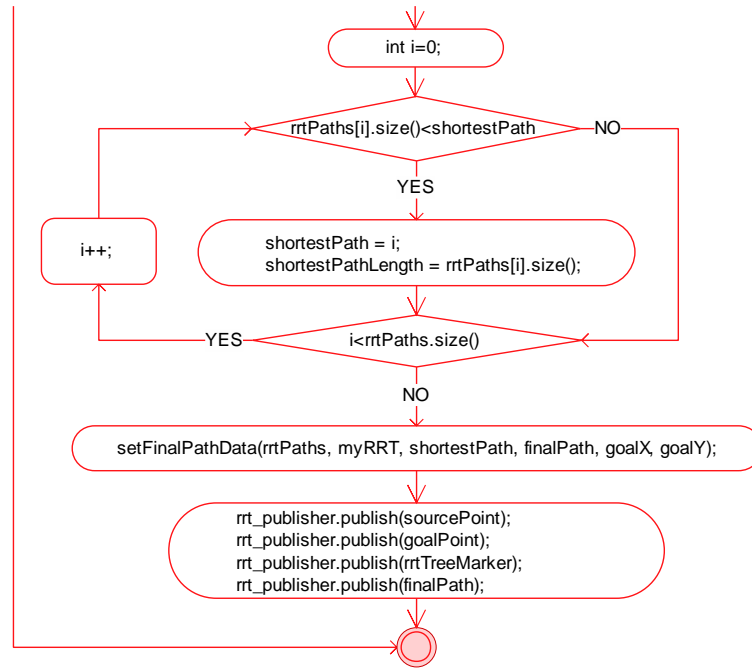 int i=0;
rrtPaths[i].size()<shortestPath
NO
YES
i++;
shortestPath = i;
shortestPathLength = rrtPaths[i].size();
YES
i<rrtPaths.size()
NO
setFinalPathData(rrtPaths, myRRT, shortestPath, finalPath, goalX, goalY);
rrt_publisher.publish(sourcePoint);
rrt_publisher.publish(goalPoint);
rrt_publisher.publish(rrtTreeMarker);
rrt_publisher.publish(finalPath);